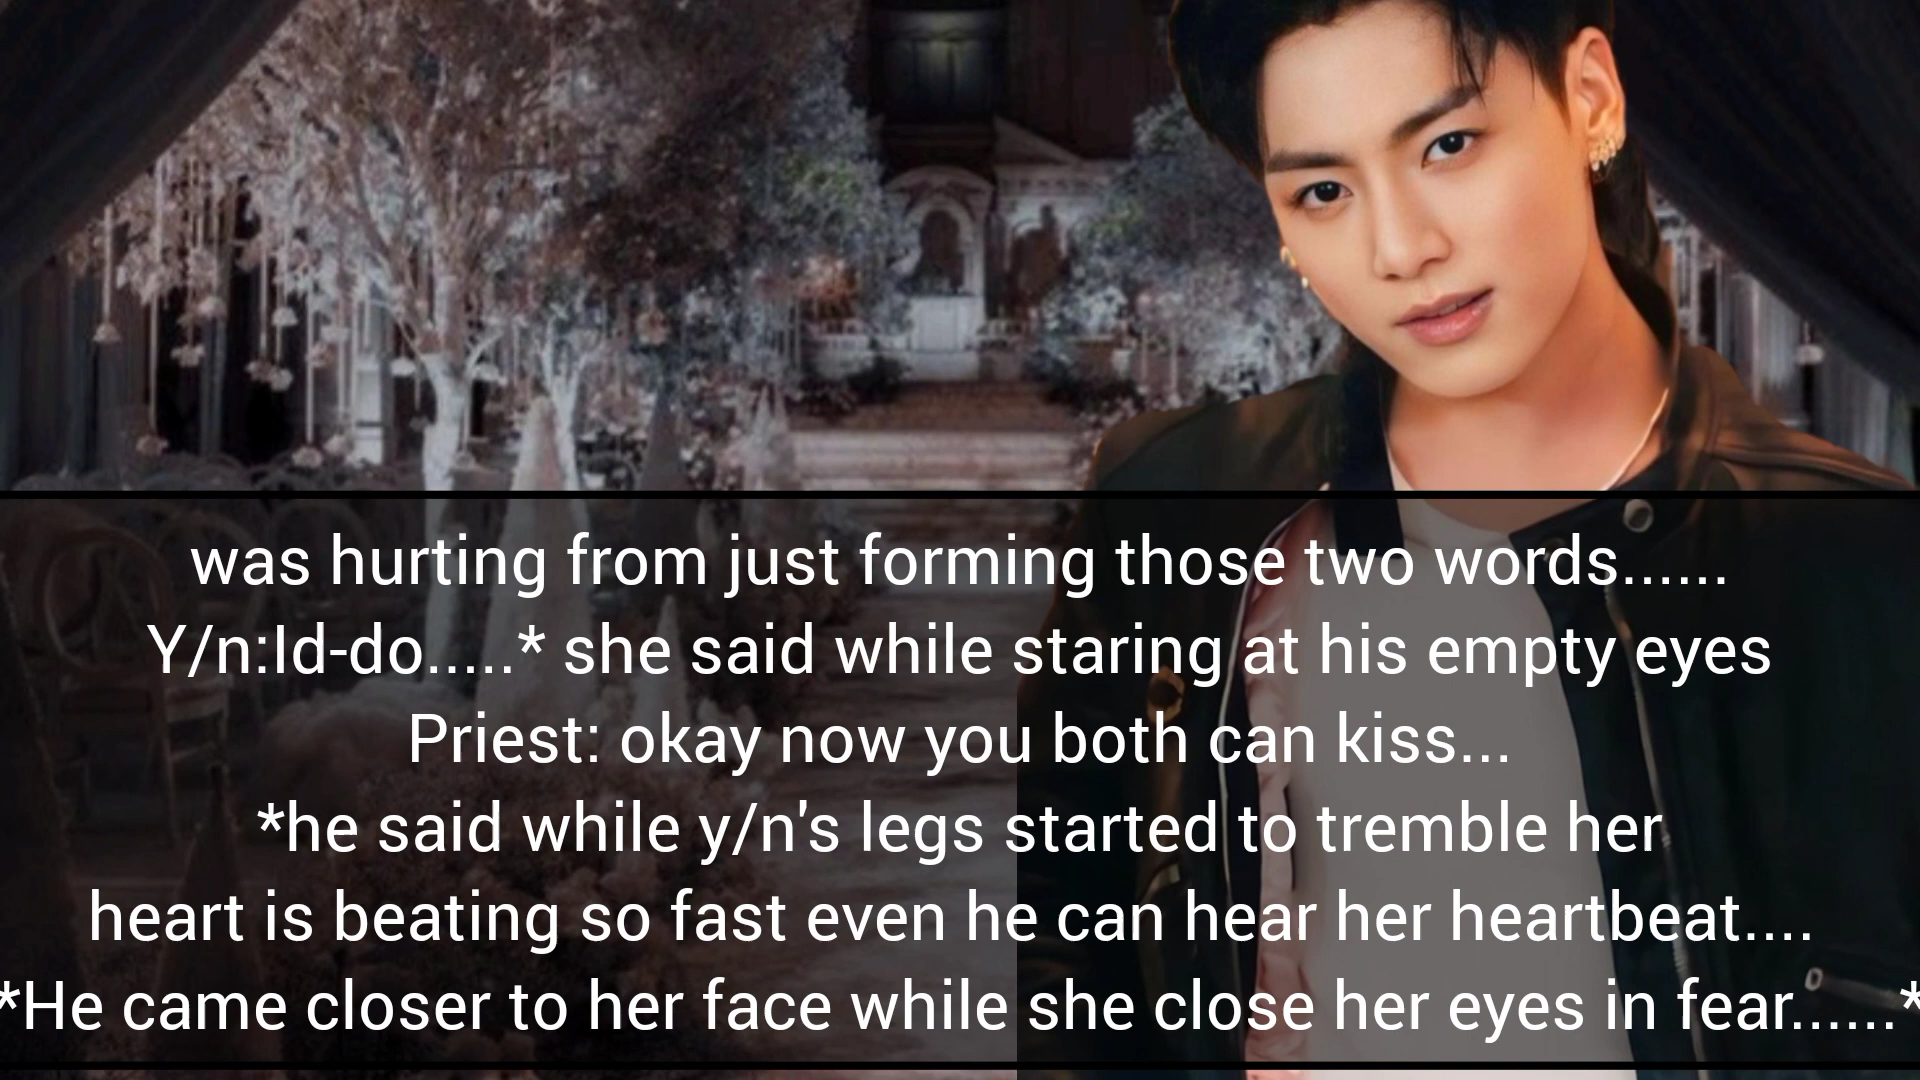 was hurting from just forming those two words......
Y/n:Id-do.....* she said while staring at his empty eyes
Priest: okay now you both can kiss...
*he said while y/n's legs started to tremble her
heart is beating so fast even he can hear her heartbeat....
*He came closer to her face while she close her eyes in fear......*